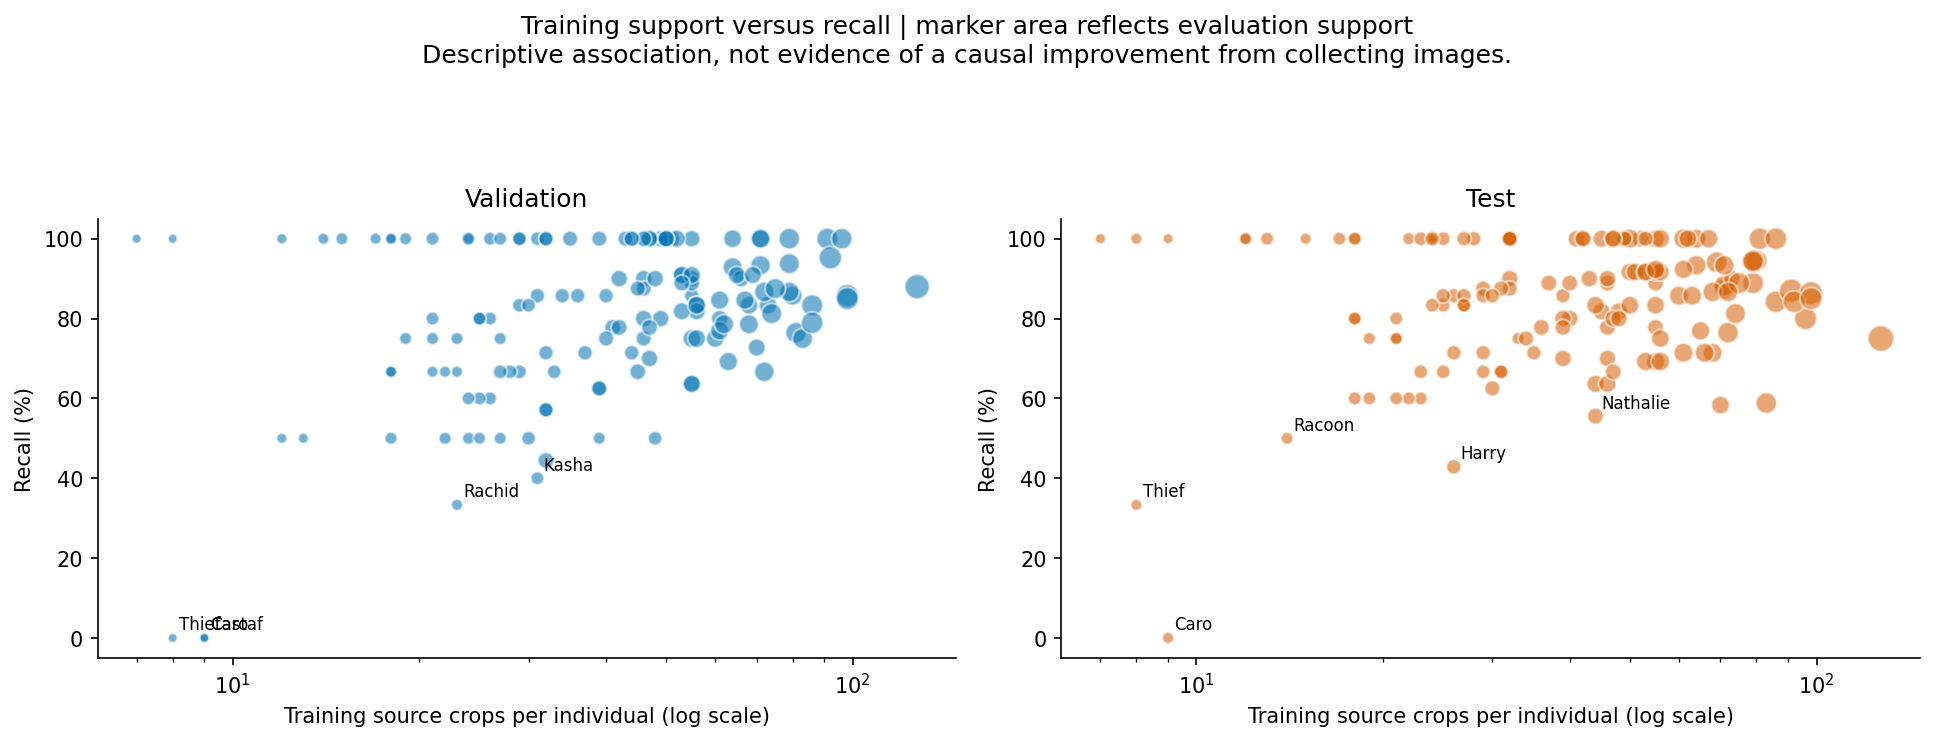 Training support versus recall | marker area reflects evaluation support
Descriptive association, not evidence of a causal improvement from collecting images.
Validation
Recall (%)
100
80
60
40
20
0
Kasha
Rachid
Thief
Caro
Castaf
10¹
10²
Training source crops per individual (log scale)
Test
Recall (%)
100
80
60
40
20
0
Nathalie
Racoon
Harry
Thief
Caro
10¹
10²
Training source crops per individual (log scale)